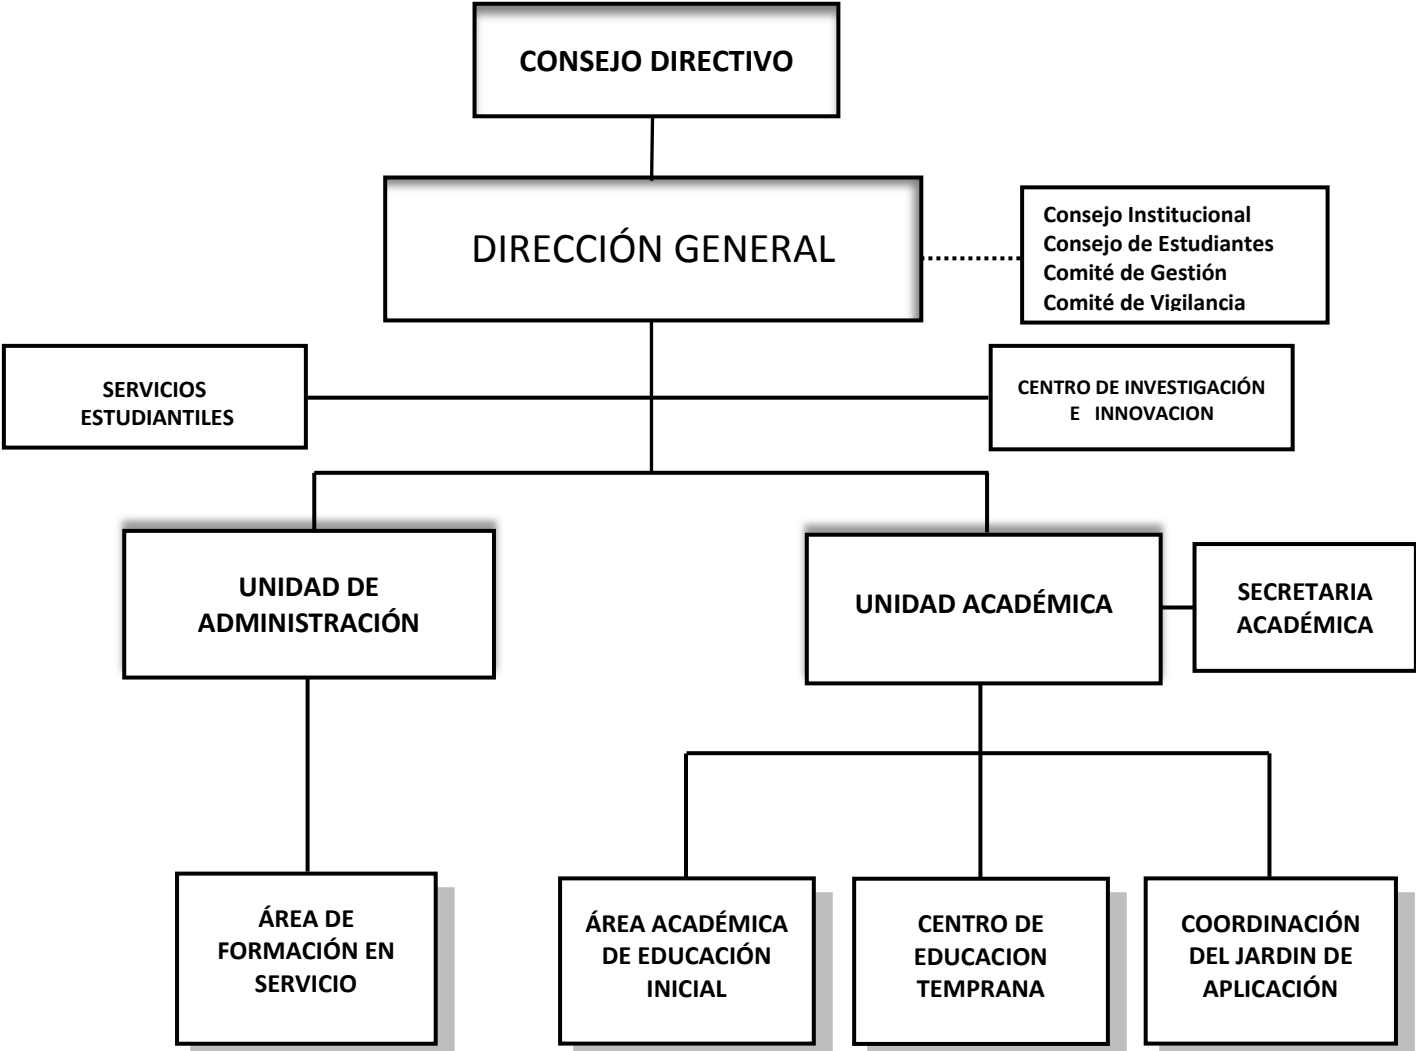 CONSEJO DIRECTIVO
DIRECCIÓN GENERAL
Consejo Institucional
Consejo de Estudiantes
Comité de Gestión
Comité de Vigilancia
SERVICIOS
ESTUDIANTILES
CENTRO DE INVESTIGACIÓN
E INNOVACION
UNIDAD DE
ADMINISTRACIÓN
UNIDAD ACADÉMICA
SECRETARIA
ACADÉMICA
ÁREA DE
FORMACIÓN EN
SERVICIO
ÁREA ACADÉMICA
DE EDUCACIÓN
INICIAL
CENTRO DE
EDUCACION
TEMPRANA
COORDINACIÓN
DEL JARDIN DE
APLICACIÓN